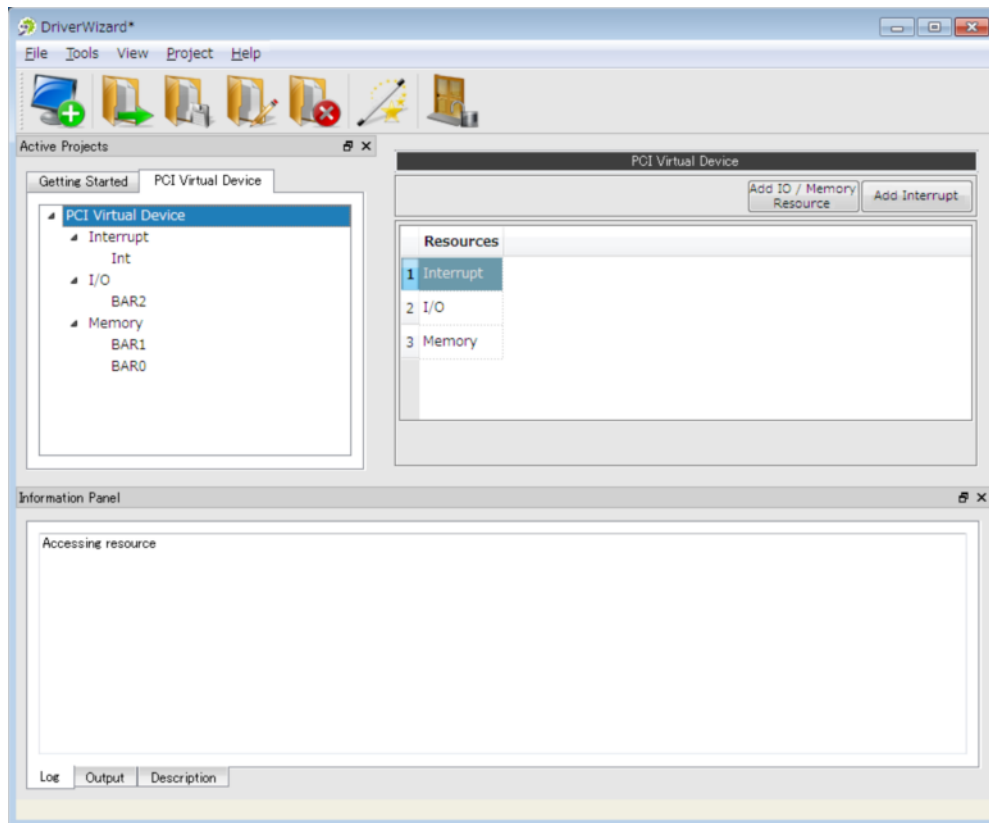 DriverWizard*
File Tools View Project Help
Active Projects
Getting Started
PCI Virtual Device
PCI Virtual Device
Interrupt
Int
I/O
BAR2
Memory
BAR1
BAR0
PCI Virtual Device
Add IO / Memory
Resource
Add Interrupt
Resources
1 Interrupt
2 I/O
3 Memory
Information Panel
Accessing resource
Log Output Description